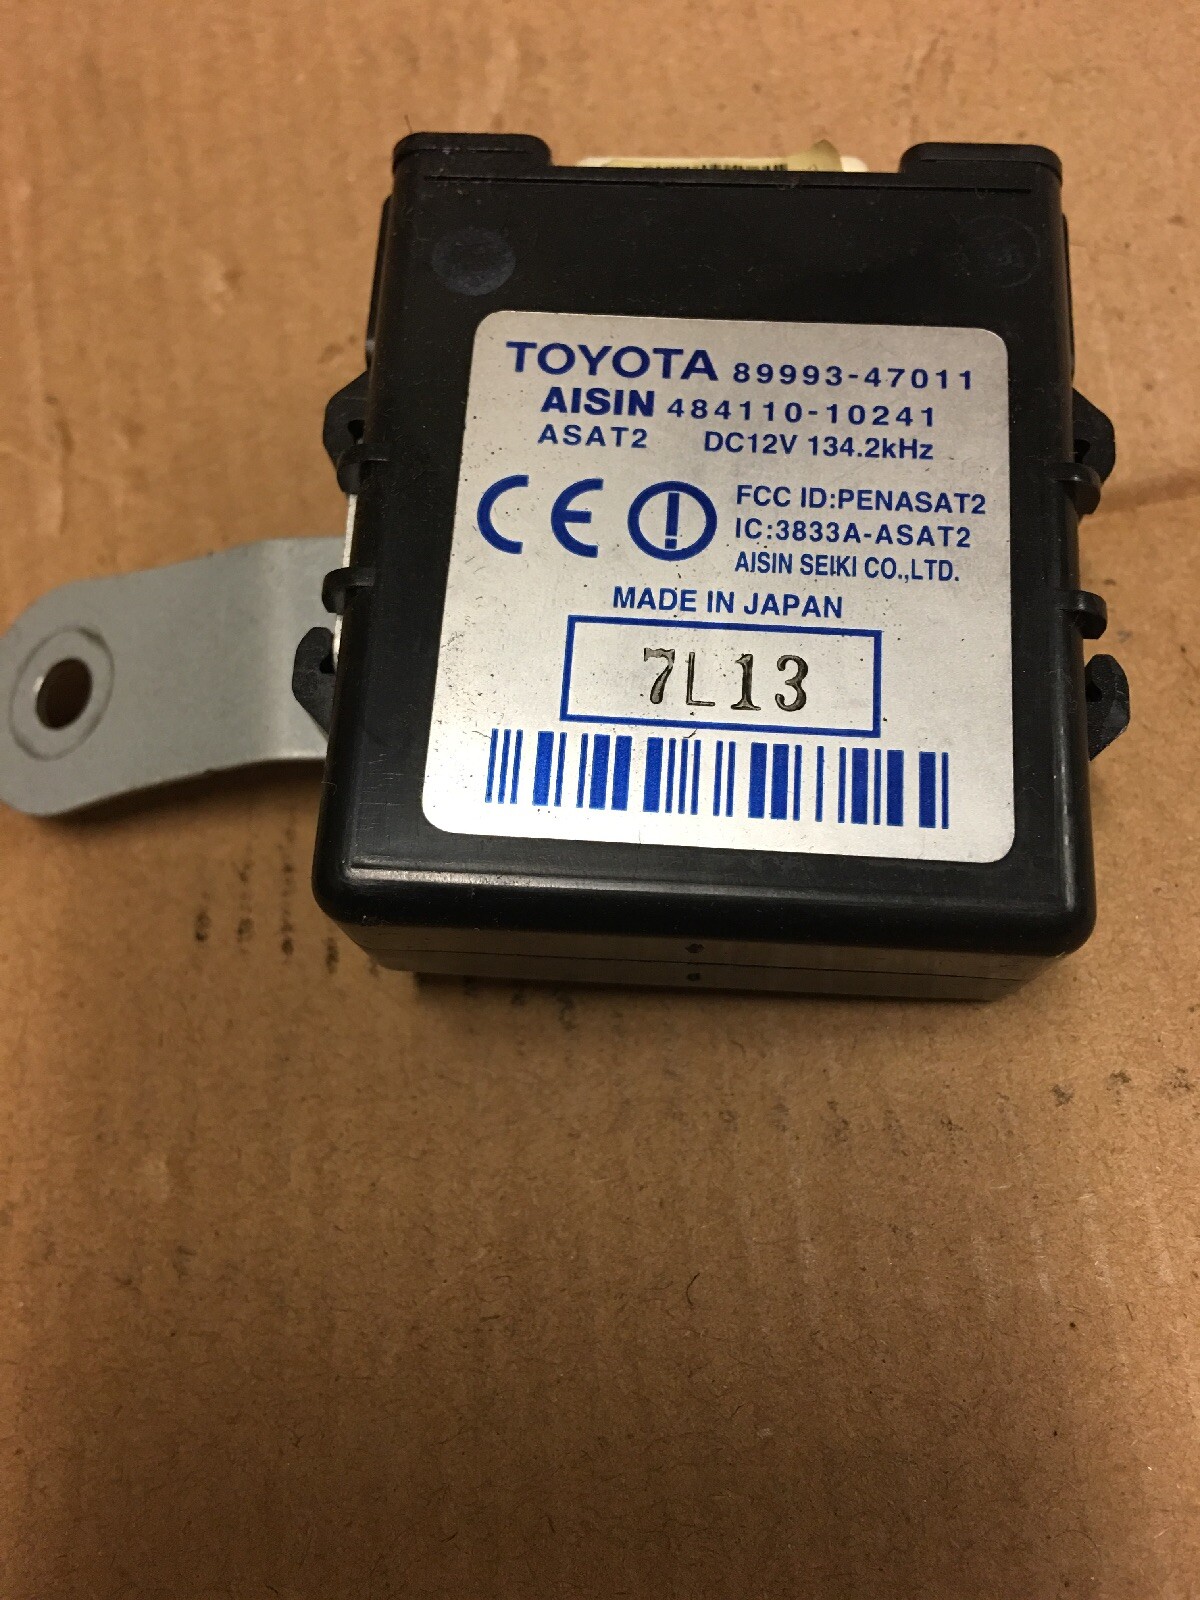 TOYOTA 89993-47011
AISIN 484110-10241
ASAT2 DC12V 134.2kHz
CE FCC ID:PENASAT2
IC:3833A-ASAT2
AISIN SEIKI CO.,LTD.
MADE IN JAPAN
7L13